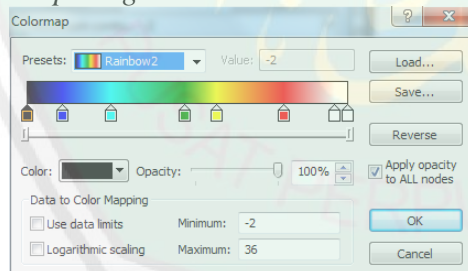 Colormap
Presets: Rainbow2 Value: -2 Load...
Save...
Reverse
Color: Opacity: 100% Apply opacity
to ALL nodes
Data to Color Mapping
Use data limits Minimum: -2 OK
Logarithmic scaling Maximum: 36 Cancel